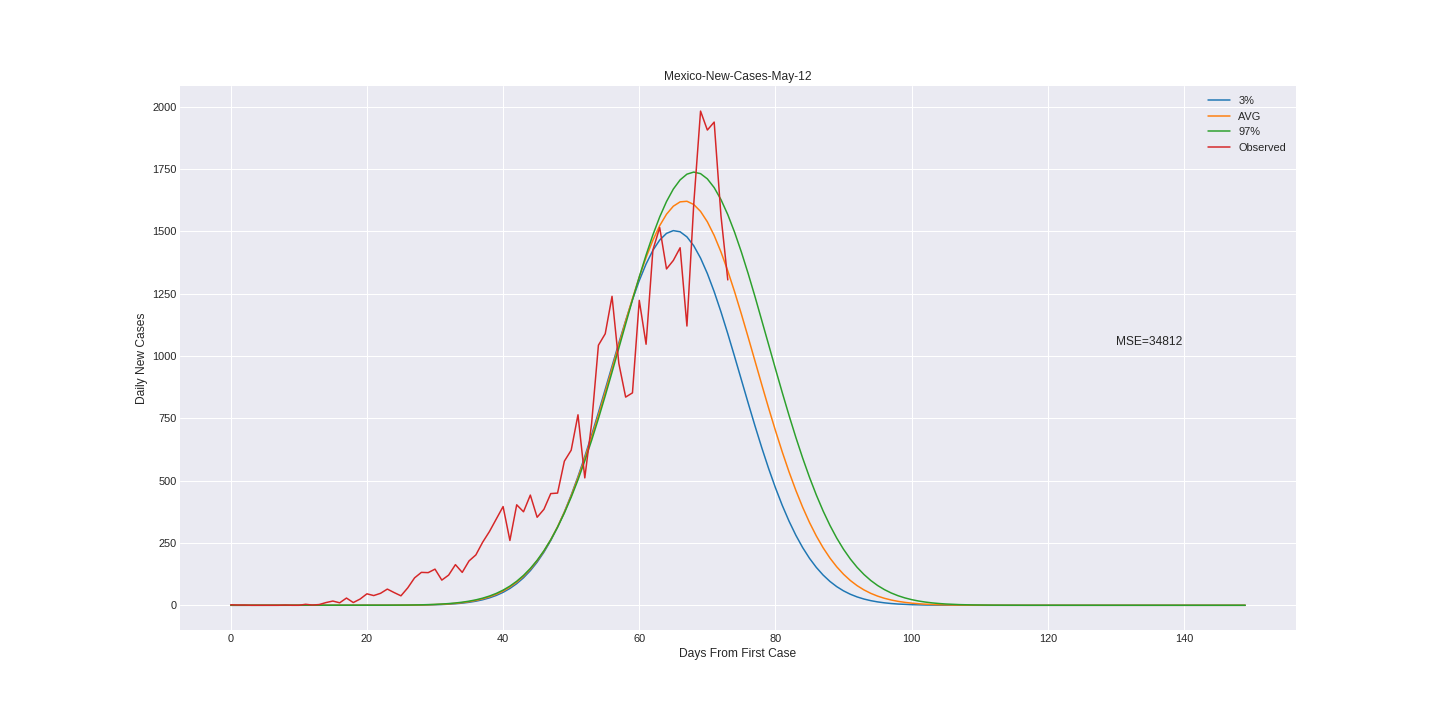 Mexico-New-Cases-May-12
3%
AVG
97%
Observed
2000
1750
1500
1250
1000
750
500
250
0
Daily New Cases
MSE=34812
0 20 40 60 80 100 120 140
Days From First Case